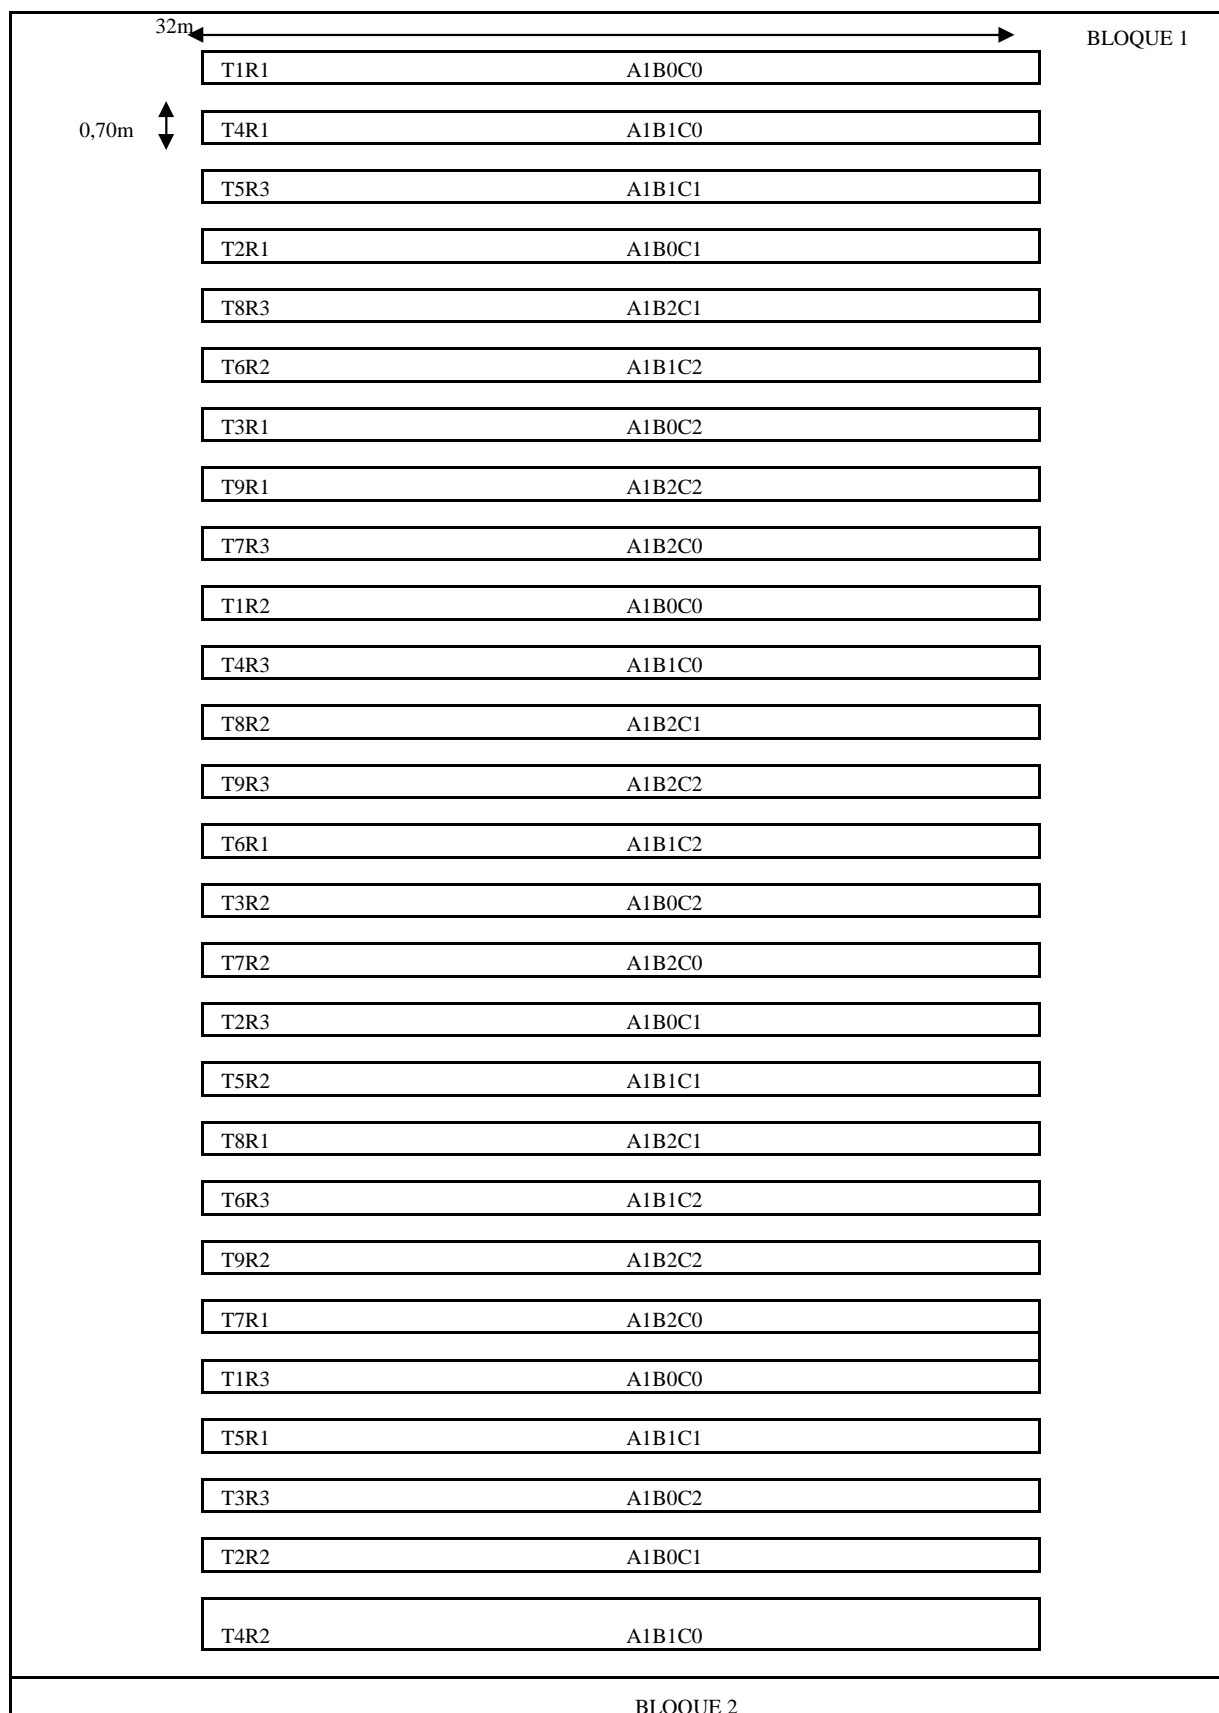 32m
BLOQUE 1
T1R1 A1B0C0
0,70m T4R1 A1B1C0
T5R3 A1B1C1
T2R1 A1B0C1
T8R3 A1B2C1
T6R2 A1B1C2
T3R1 A1B0C2
T9R1 A1B2C2
T7R3 A1B2C0
T1R2 A1B0C0
T4R3 A1B1C0
T8R2 A1B2C1
T9R3 A1B2C2
T6R1 A1B1C2
T3R2 A1B0C2
T7R2 A1B2C0
T2R3 A1B0C1
T5R2 A1B1C1
T8R1 A1B2C1
T6R3 A1B1C2
T9R2 A1B2C2
T7R1 A1B2C0
T1R3 A1B0C0
T5R1 A1B1C1
T3R3 A1B0C2
T2R2 A1B0C1
T4R2 A1B1C0
BLOQUE 2